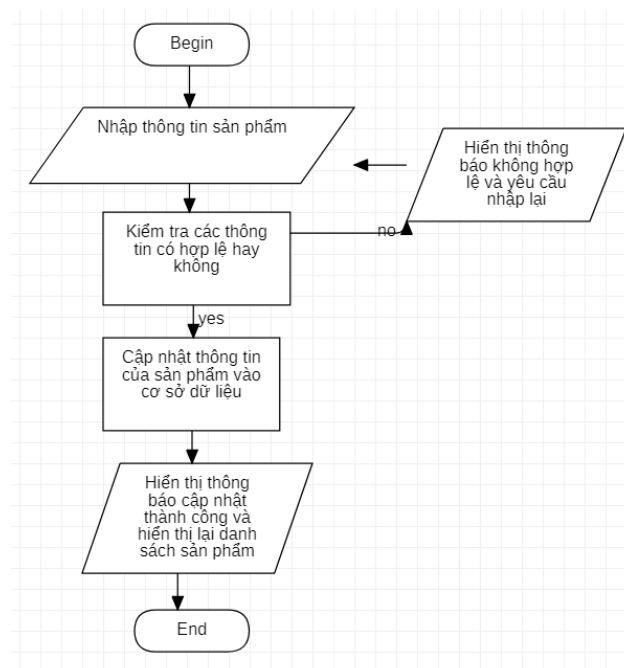 Begin
Nhập thông tin sản phẩm
Hiển thị thông
báo không hợp
lệ và yêu cầu
nhập lại
Kiểm tra các thông
tin có hợp lệ hay
không
no
yes
Cập nhật thông tin
của sản phẩm vào
cơ sở dữ liệu
Hiển thị thông
báo cập nhật
thành công và
hiển thị lại danh
sách sản phẩm
End